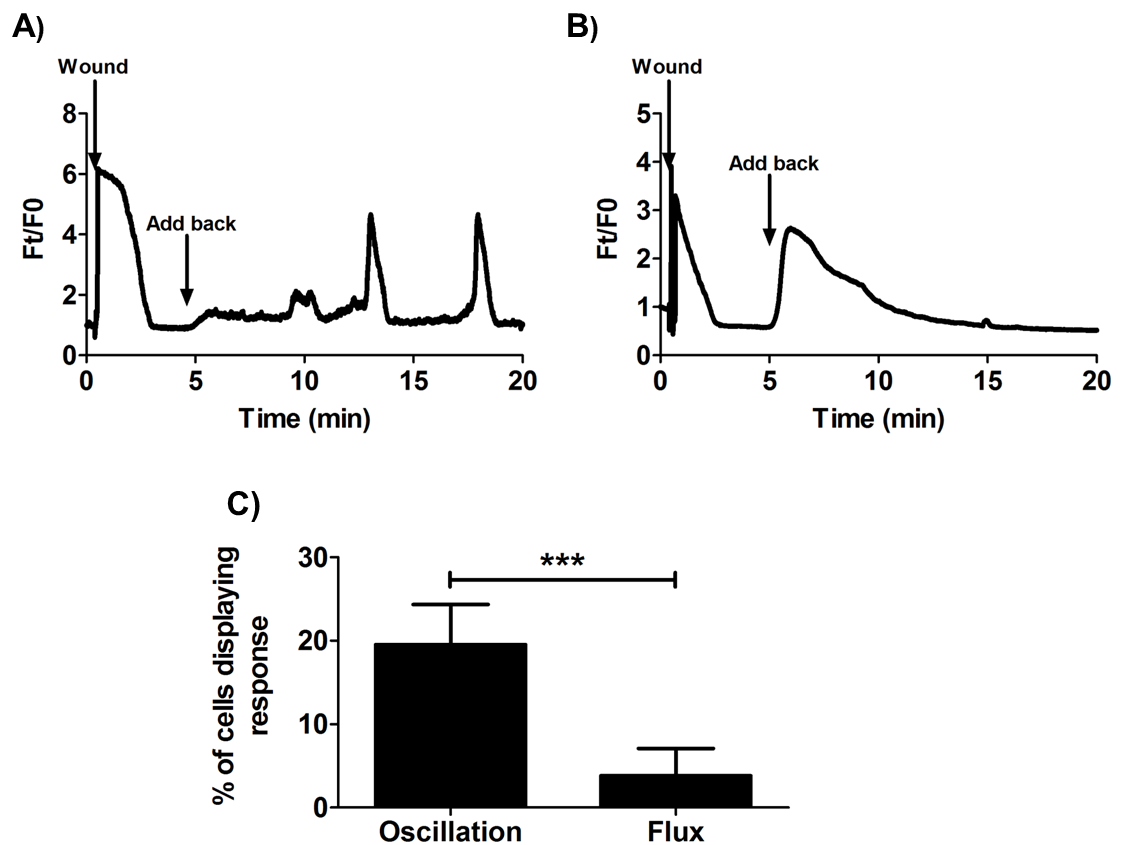 A)
B)
Wound
Wound
8
6
4
2
0
Ft/F0
Add back
0 5 10 15 20
Time (min)
5
4
3
2
1
0
Ft/F0
Add back
0 5 10 15 20
Time (min)
C)
% of cells displaying
response
30
20
10
0
***
Oscillation Flux